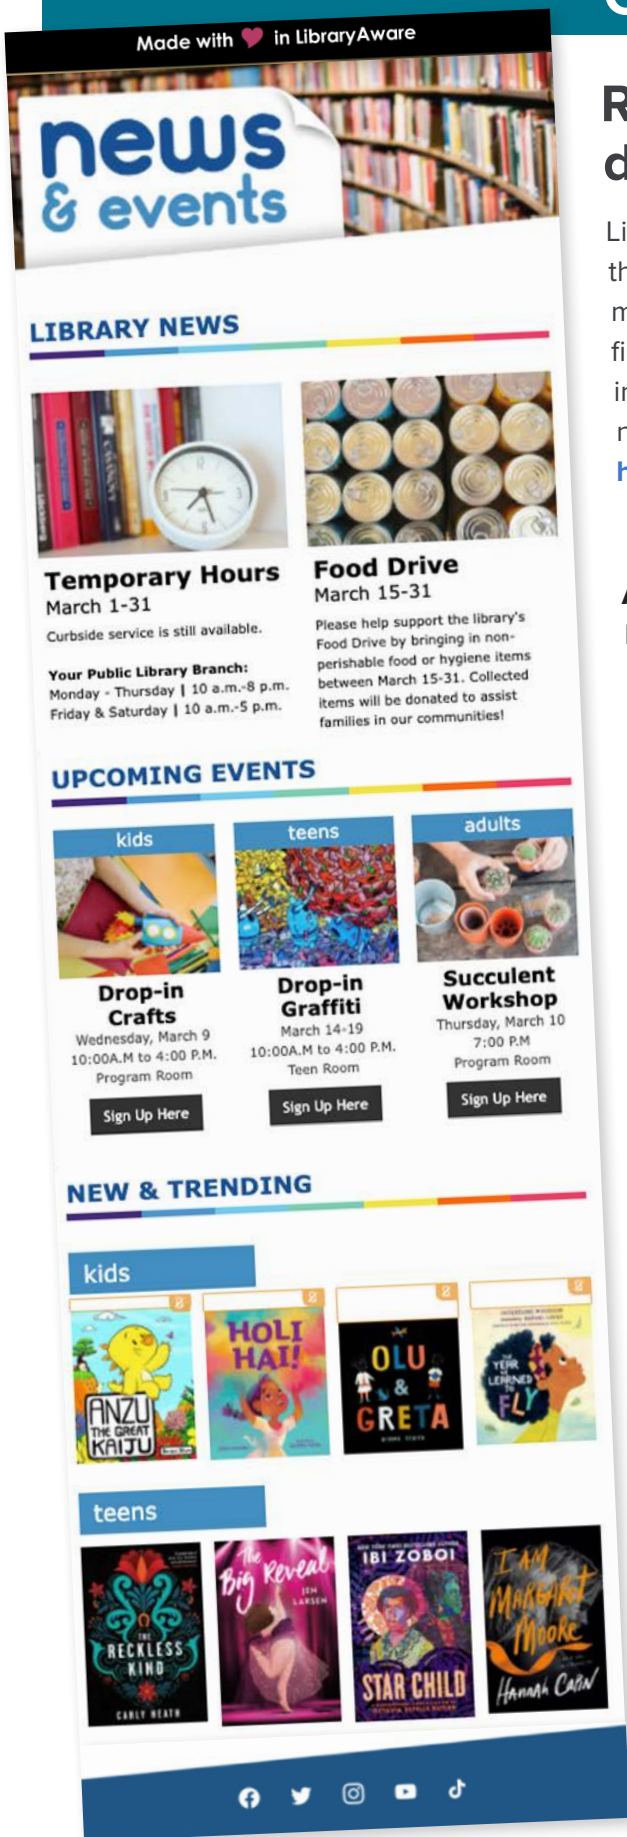 Made with in LibraryAware
news
& events
LIBRARY NEWS
Temporary Hours
March 1-31
Curbside service is still available.
Your Public Library Branch:
Monday - Thursday | 10 a.m.-8 p.m.
Friday & Saturday | 10 a.m.-5 p.m.
Food Drive
March 15-31
Please help support the library's
Food Drive by bringing in non-
perishable food or hygiene items
between March 15-31. Collected
items will be donated to assist
families in our communities!
UPCOMING EVENTS
kids
Drop-in
Crafts
Wednesday, March 9
10:00A.M to 4:00 P.M.
Program Room
Sign Up Here
teens
Drop-in
Graffiti
March 14-19
10:00A.M to 4:00 P.M.
Teen Room
Sign Up Here
adults
Succulent
Workshop
Thursday, March 10
7:00 P.M
Program Room
Sign Up Here
NEW & TRENDING
kids
ANZU
THE GREAT
KAIJU
HOLI
HAI!
OLU
&
GRETA
THE
YEAR
WE
LEARNED
TO
FLY
teens
THE
RECKLESS
KIND
CARLY HEATH
The
Big Reveal
JEN
LARSEN
IBI ZOBOI
STAR CHILD
I AM
MARGARET
MOORE
HANNAH CAPIN